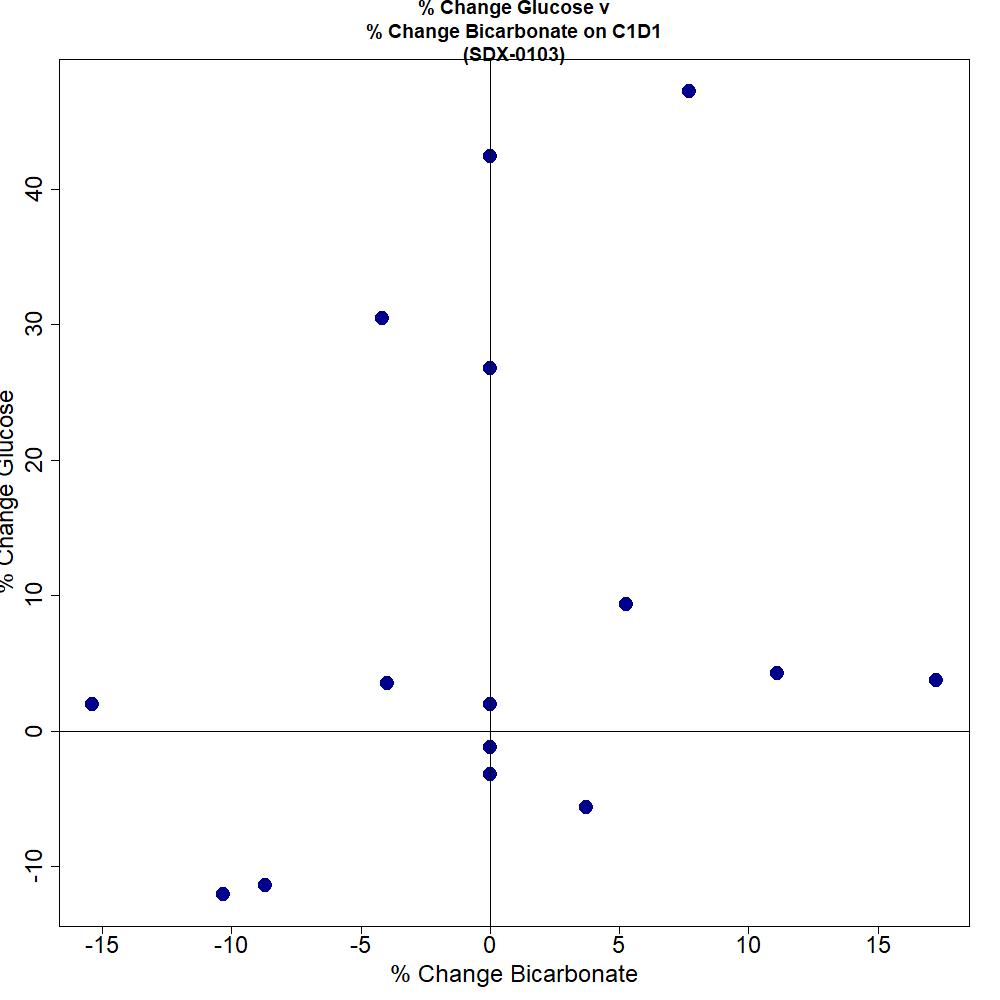 % Change Glucose v
% Change Bicarbonate on C1D1
(SDX-0103)
% Change Glucose
40
30
20
10
0
-10
-15
-10
-5
0
5
10
15
% Change Bicarbonate